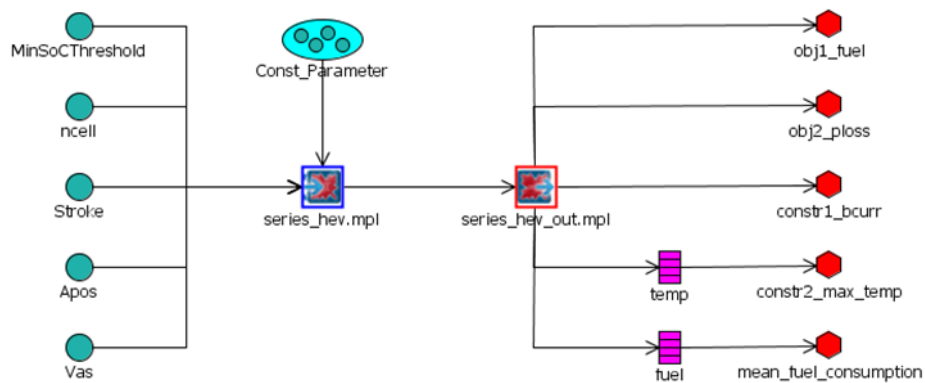 MinSoCThreshold
Const_Parameter
obj1_fuel
ncell
obj2_ploss
Stroke
series_hev.mpl
series_hev_out.mpl
constr1_bcurr
Apos
temp
constr2_max_temp
Vas
fuel
mean_fuel_consumption